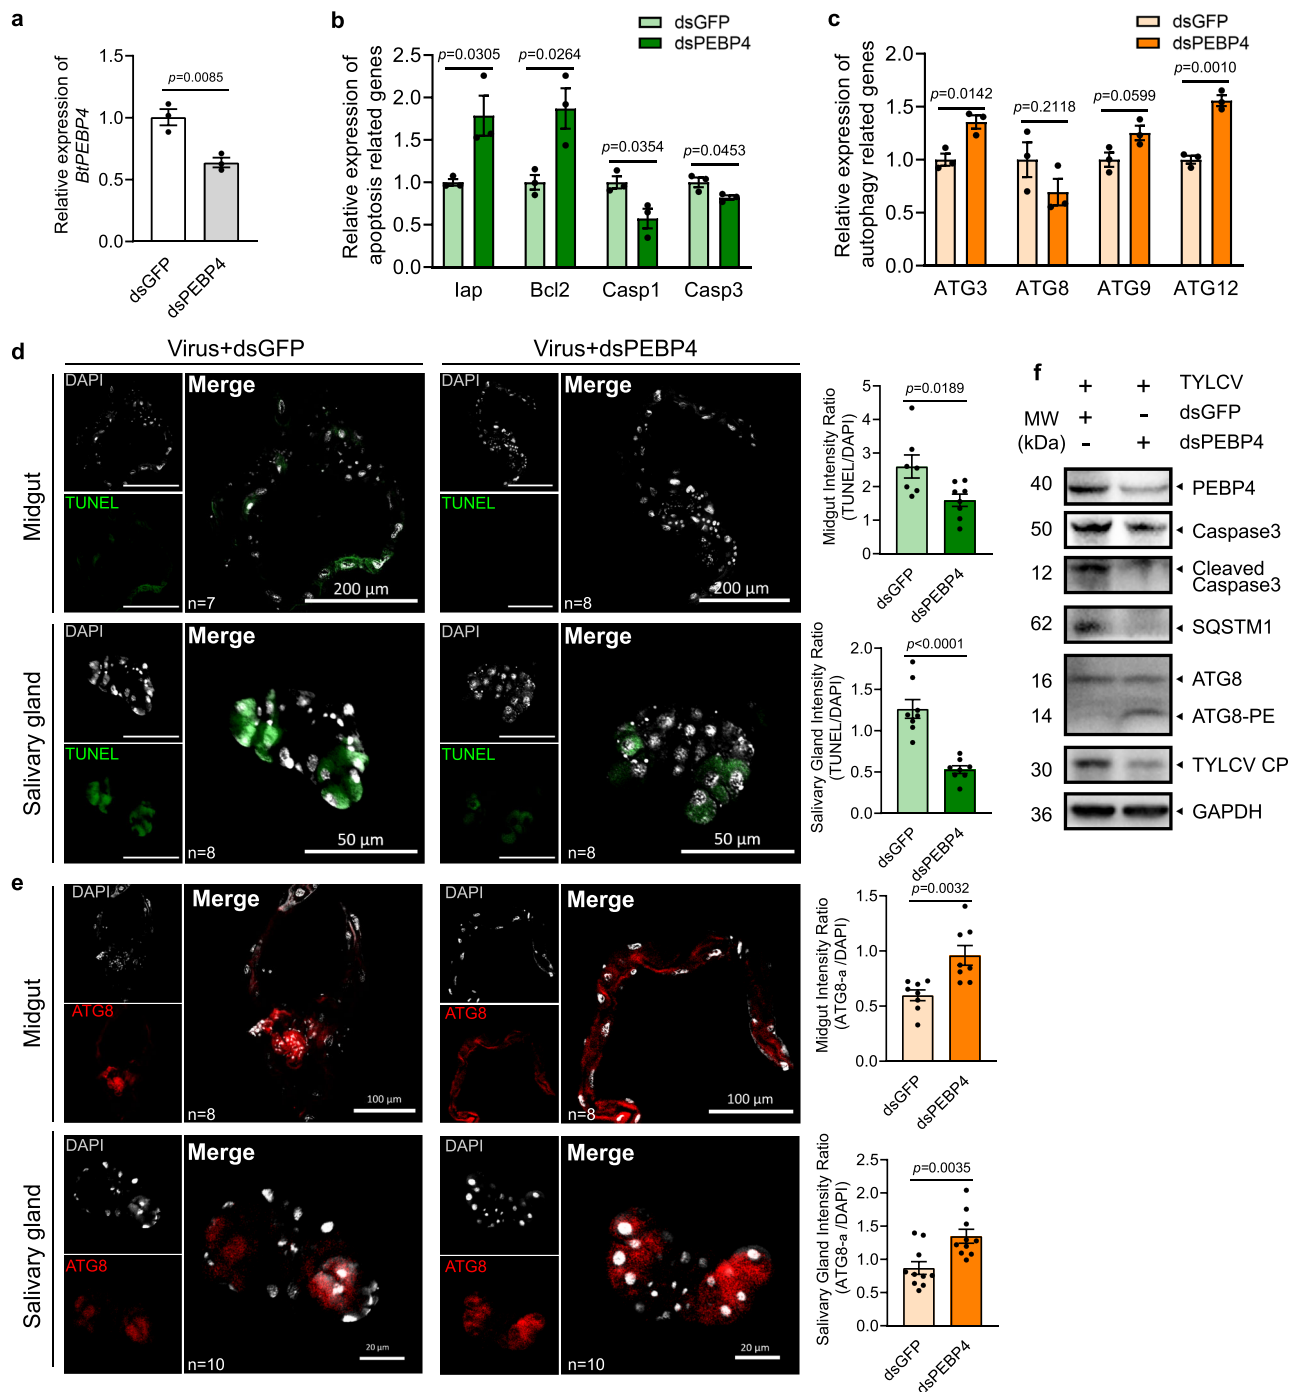 a
Relative expression of
BtPEBP4
1.5
1.0
0.5
0.0
p=0.0085
dsGFP
dsPEBP4
b
dsGFP
dsPEBP4
Relative expression of
apoptosis related genes
2.5
2.0
1.5
1.0
0.5
0.0
p=0.0305
p=0.0264
p=0.0354
p=0.0453
Iap
Bcl2
Casp1
Casp3
c
dsGFP
dsPEBP4
Relative expression of
autophagy related genes
2.0
1.5
1.0
0.5
0.0
p=0.0142
p=0.2118
p=0.0599
p=0.0010
ATG3
ATG8
ATG9
ATG12
d
Virus+dsGFP
Virus+dsPEBP4
Midgut
DAPI
TUNEL
Merge
200 µm
n=7
DAPI
TUNEL
Merge
200 µm
n=8
Midgut Intensity Ratio
(TUNEL/DAPI)
5
4
3
2
1
0
p=0.0189
dsGFP
dsPEBP4
Salivary gland
DAPI
TUNEL
Merge
50 µm
n=8
DAPI
TUNEL
Merge
50 µm
n=8
Salivary Gland Intensity Ratio
(TUNEL/DAPI)
2.0
1.5
1.0
0.5
0.0
p<0.0001
dsGFP
dsPEBP4
e
Midgut
DAPI
ATG8
Merge
100 µm
n=8
DAPI
ATG8
Merge
100 µm
n=8
Midgut Intensity Ratio
(ATG8-a /DAPI)
1.5
1.0
0.5
0.0
p=0.0032
dsGFP
dsPEBP4
Salivary gland
DAPI
ATG8
Merge
20 µm
n=10
DAPI
ATG8
Merge
20 µm
n=10
Salivary Gland Intensity Ratio
(ATG8-a /DAPI)
2.5
2.0
1.5
1.0
0.5
0.0
p=0.0035
dsGFP
dsPEBP4
f
+ + TYLCV
MW + - dsGFP
(kDa) - + dsPEBP4
40 PEBP4
50 Caspase3
12 Cleaved
Caspase3
62 SQSTM1
16 ATG8
14 ATG8-PE
30 TYLCV CP
36 GAPDH